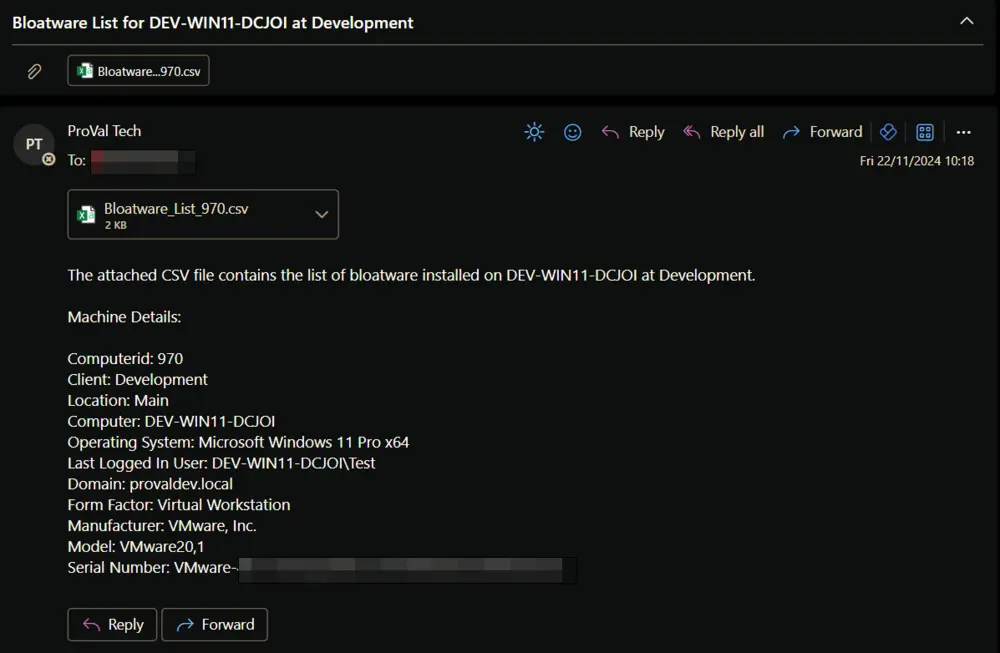 Bloatware List for DEV-WIN11-DCJOI at Development
Bloatware...970.csv
PT
ProVal Tech
Reply
Reply all
Forward
To:
Fri 22/11/2024 10:18
Bloatware_List_970.csv
2 KB
The attached CSV file contains the list of bloatware installed on DEV-WIN11-DCJOI at Development.
Machine Details:
Computerid: 970
Client: Development
Location: Main
Computer: DEV-WIN11-DCJOI
Operating System: Microsoft Windows 11 Pro x64
Last Logged In User: DEV-WIN11-DCJOI\Test
Domain: provaldev.local
Form Factor: Virtual Workstation
Manufacturer: VMware, Inc.
Model: VMware20,1
Serial Number: VMware-
Reply
Forward